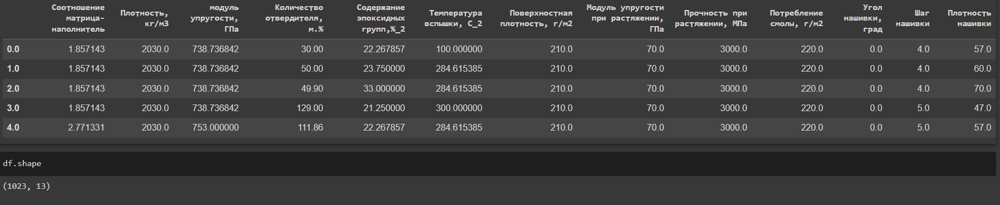 Соотношение матрица-наполнитель Плотность, кг/м3 модуль упругости, ГПа Количество отвердителя, м.% Содержание эпоксидных групп,%_2 Температура вспышки, С_2 Поверхностная плотность, г/м2 Модуль упругости при растяжении, ГПа Прочность при растяжении, МПа Потребление смолы, г/м2 Угол нашивки, град Шаг нашивки Плотность нашивки
0.0 1.857143 2030.0 738.736842 30.00 22.267857 100.000000 210.0 70.0 3000.0 220.0 0.0 4.0 57.0
1.0 1.857143 2030.0 738.736842 50.00 23.750000 284.615385 210.0 70.0 3000.0 220.0 0.0 4.0 60.0
2.0 1.857143 2030.0 738.736842 49.90 33.000000 284.615385 210.0 70.0 3000.0 220.0 0.0 4.0 70.0
3.0 1.857143 2030.0 738.736842 129.00 21.250000 300.000000 210.0 70.0 3000.0 220.0 0.0 5.0 47.0
4.0 2.771331 2030.0 753.000000 111.86 22.267857 284.615385 210.0 70.0 3000.0 220.0 0.0 5.0 57.0
df.shape
(1023, 13)